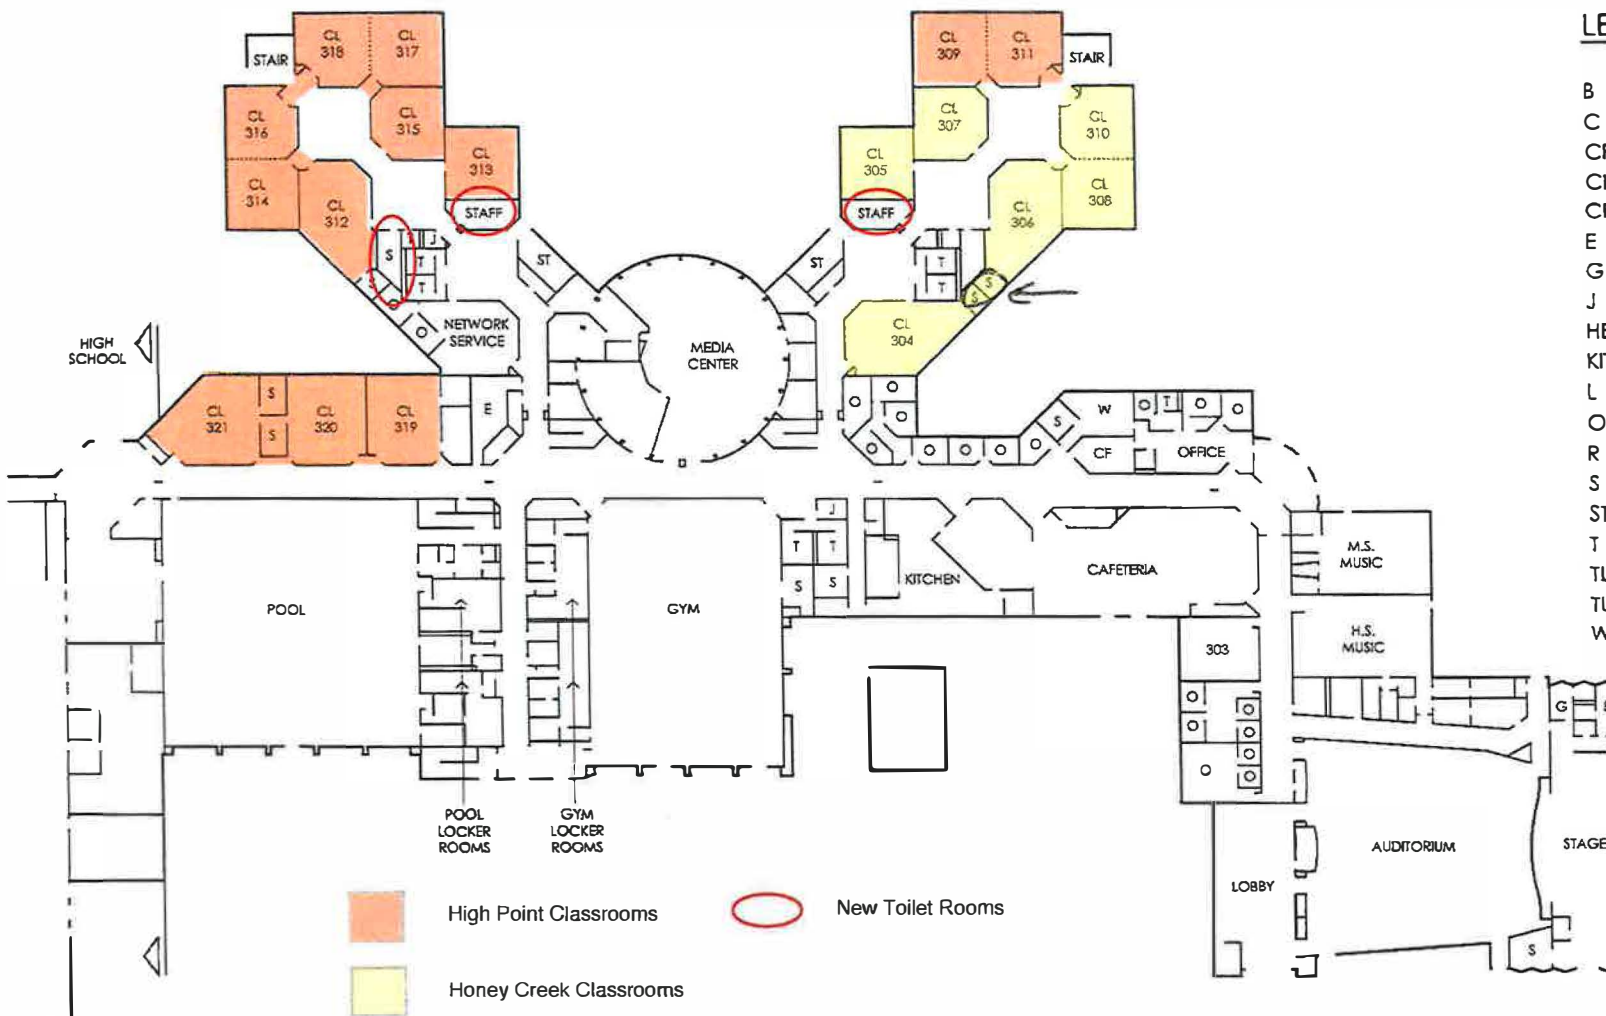 LE
CL
318
CL
317
STAIR
CL
309
CL
311
STAIR
B
C
CL
316
CL
315
CL
307
CL
310
CL
313
CL
305
CL
314
CL
312
STAFF
STAFF
CL
306
CL
308
E
G
J
L
O
R
S
T
W
S
J
T
T
ST
ST
T
T
S
S
O
NETWORK
SERVICE
MEDIA
CENTER
CL
304
HIGH
SCHOOL
CL
321
S
S
CL
320
CL
319
E
O
O
O
O
O
O
O
S
W
O
T
O
O
CF
OFFICE
POOL
GYM
J
T
T
S
S
KITCHEN
CAFETERIA
M.S.
MUSIC
H.S.
MUSIC
303
O
O
O
O
O
O
O
G
POOL
LOCKER
ROOMS
GYM
LOCKER
ROOMS
LOBBY
AUDITORIUM
STAGE
S
High Point Classrooms
New Toilet Rooms
Honey Creek Classrooms